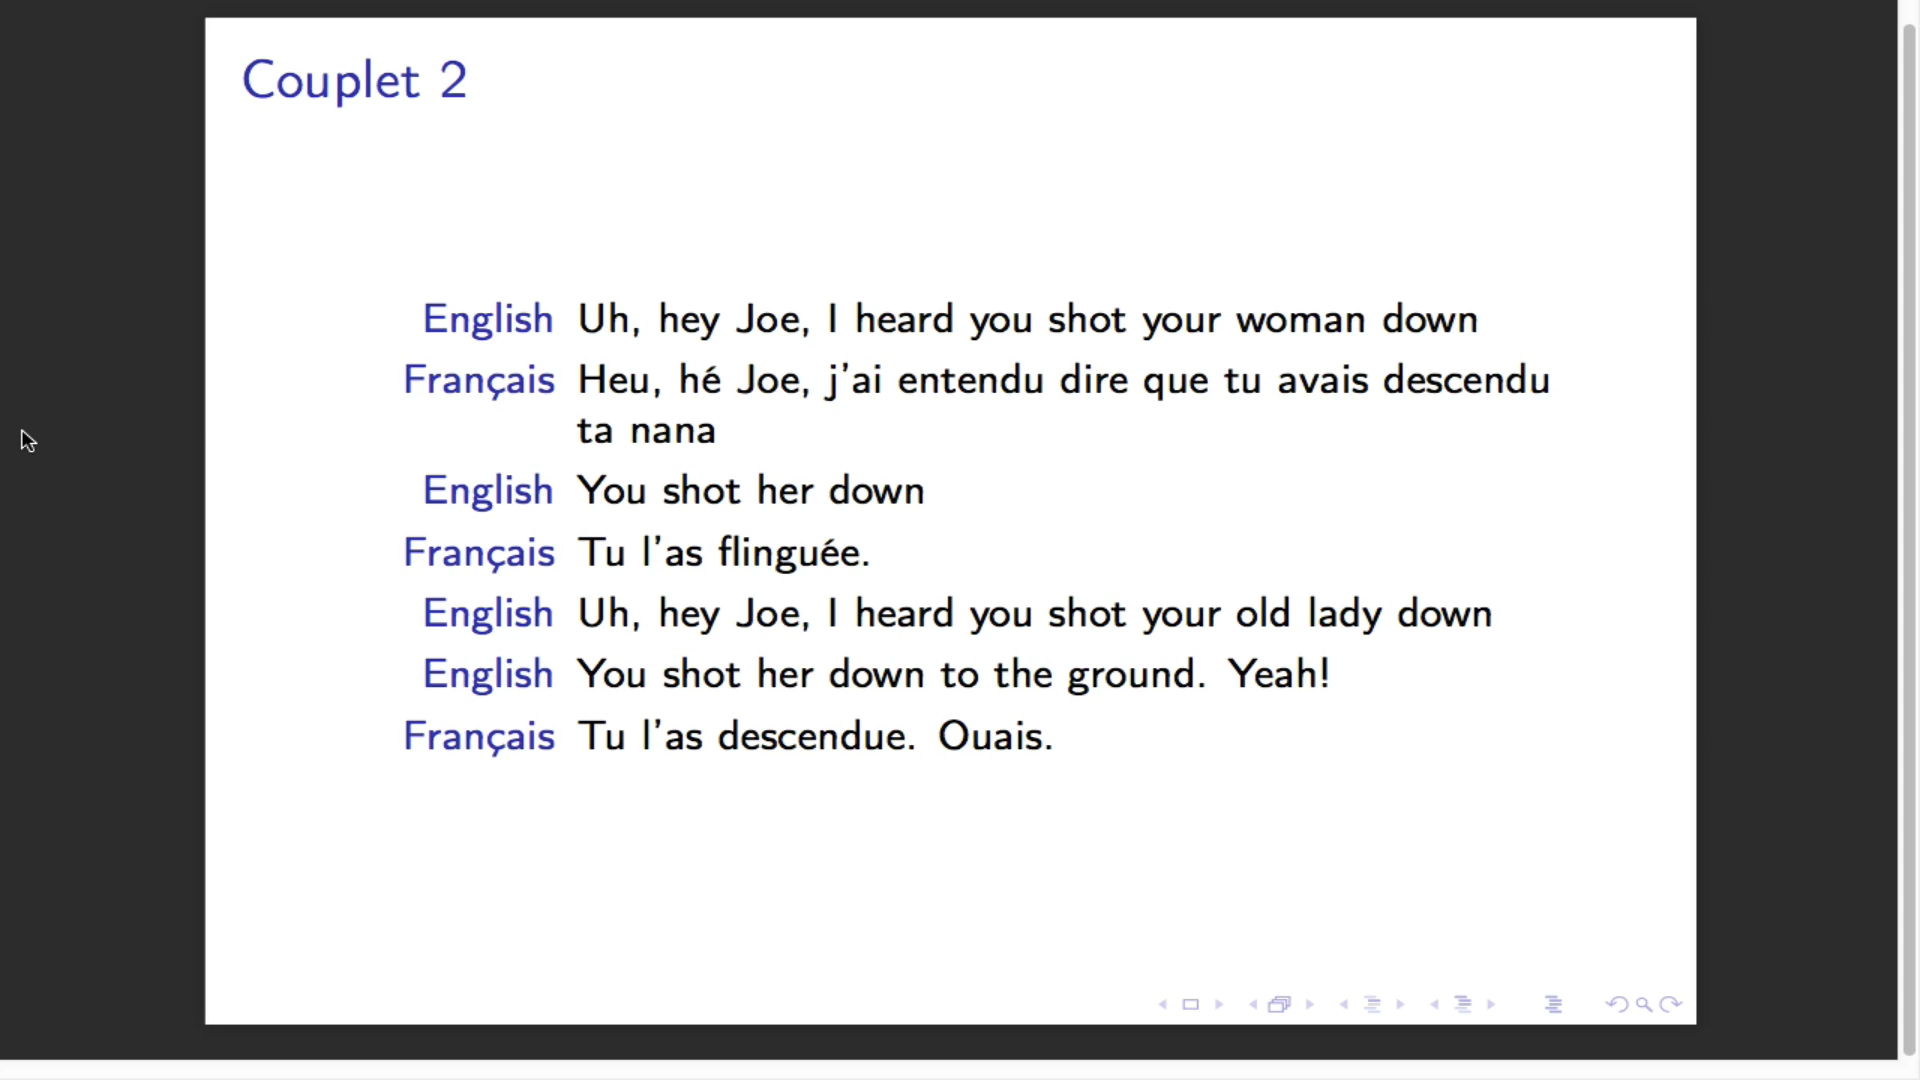 Couplet 2
English Uh, hey Joe, I heard you shot your woman down
Français Heu, hé Joe, j'ai entendu dire que tu avais descendu
ta nana
English You shot her down
Français Tu l'as flinguée.
English Uh, hey Joe, I heard you shot your old lady down
English You shot her down to the ground. Yeah!
Français Tu l'as descendue. Ouais.